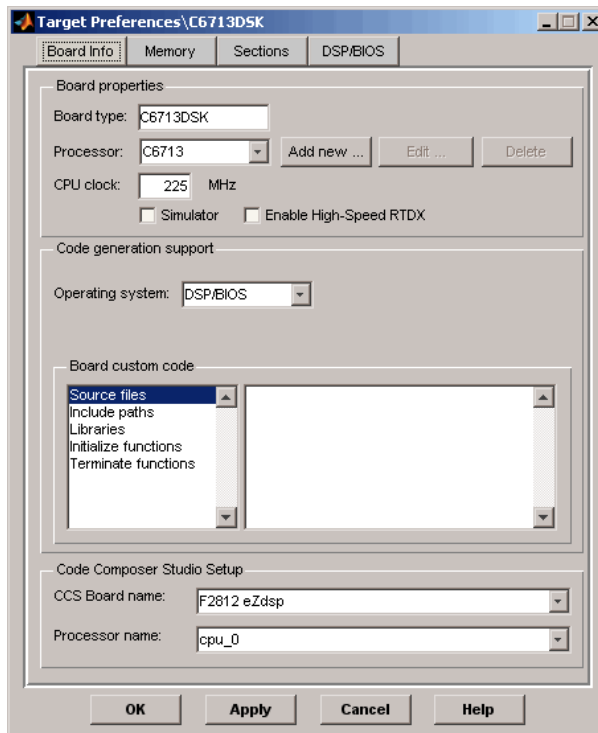 Target Preferences\C6713DSK
Board Info Memory Sections DSP/BIOS
Board properties
Board type: C6713DSK
Processor: C6713 Add new ... Edit ... Delete
CPU clock: 225 MHz
Simulator Enable High-Speed RTDX
Code generation support
Operating system: DSP/BIOS
Board custom code
Source files
Include paths
Libraries
Initialize functions
Terminate functions
Code Composer Studio Setup
CCS Board name: F2812 eZdsp
Processor name: cpu_0
OK Apply Cancel Help